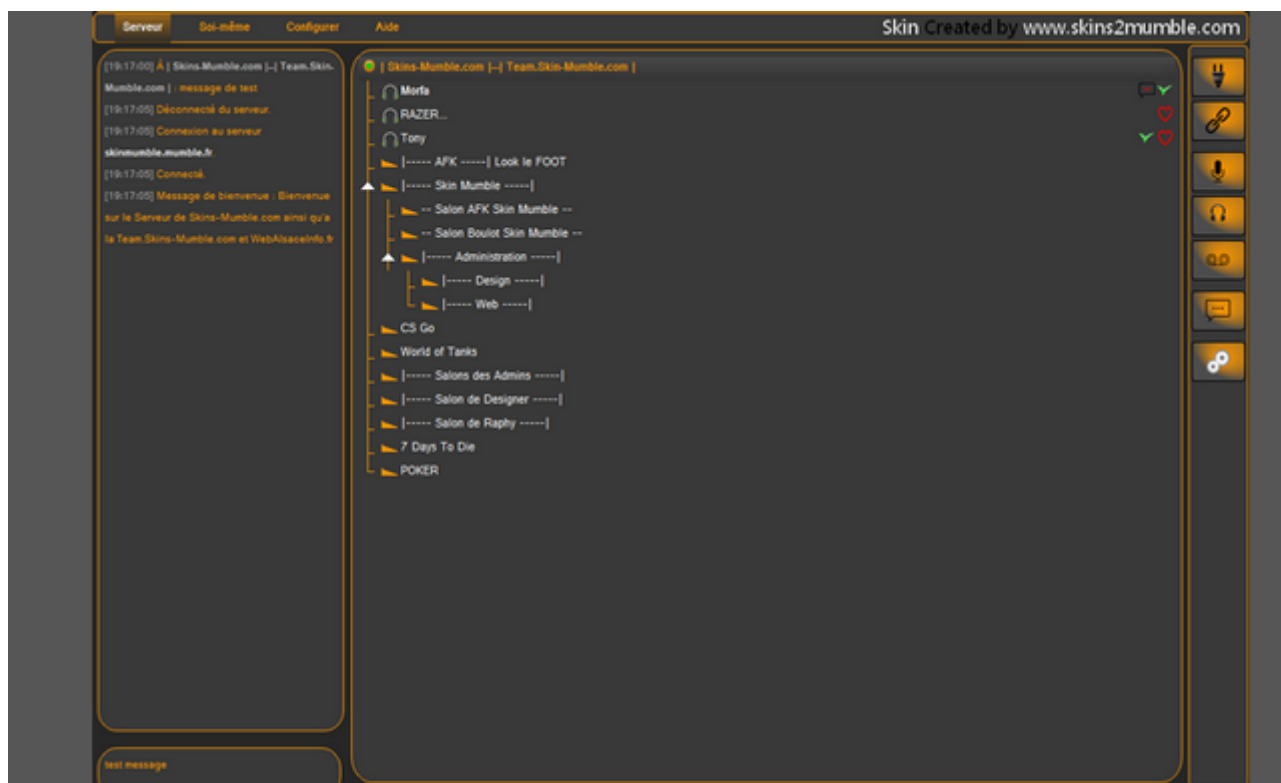 Serveur Soi-même Configurer Aide
Skin Created by www.skins2mumble.com
[19:17:00] À | Skins-Mumble.com |--| Team.Skin-
Mumble.com | : message de test
[19:17:05] Déconnecté du serveur.
[19:17:05] Connexion au serveur
skinmumble.mumble.fr.
[19:17:05] Connecté.
[19:17:05] Message de bienvenue : Bienvenue
sur le Serveur de Skins-Mumble.com ainsi qu'a
la Team.Skins-Mumble.com et WebAlsaceInfo.fr
test message
| Skins-Mumble.com |--| Team.Skin-Mumble.com |
Morfa
RAZER...
Tony
|----- AFK -----| Look le FOOT
|----- Skin Mumble -----|
-- Salon AFK Skin Mumble --
-- Salon Boulot Skin Mumble --
|----- Administration -----|
|----- Design -----|
|----- Web -----|
CS Go
World of Tanks
|----- Salons des Admins -----|
|----- Salon de Designer -----|
|----- Salon de Raphy -----|
7 Days To Die
POKER